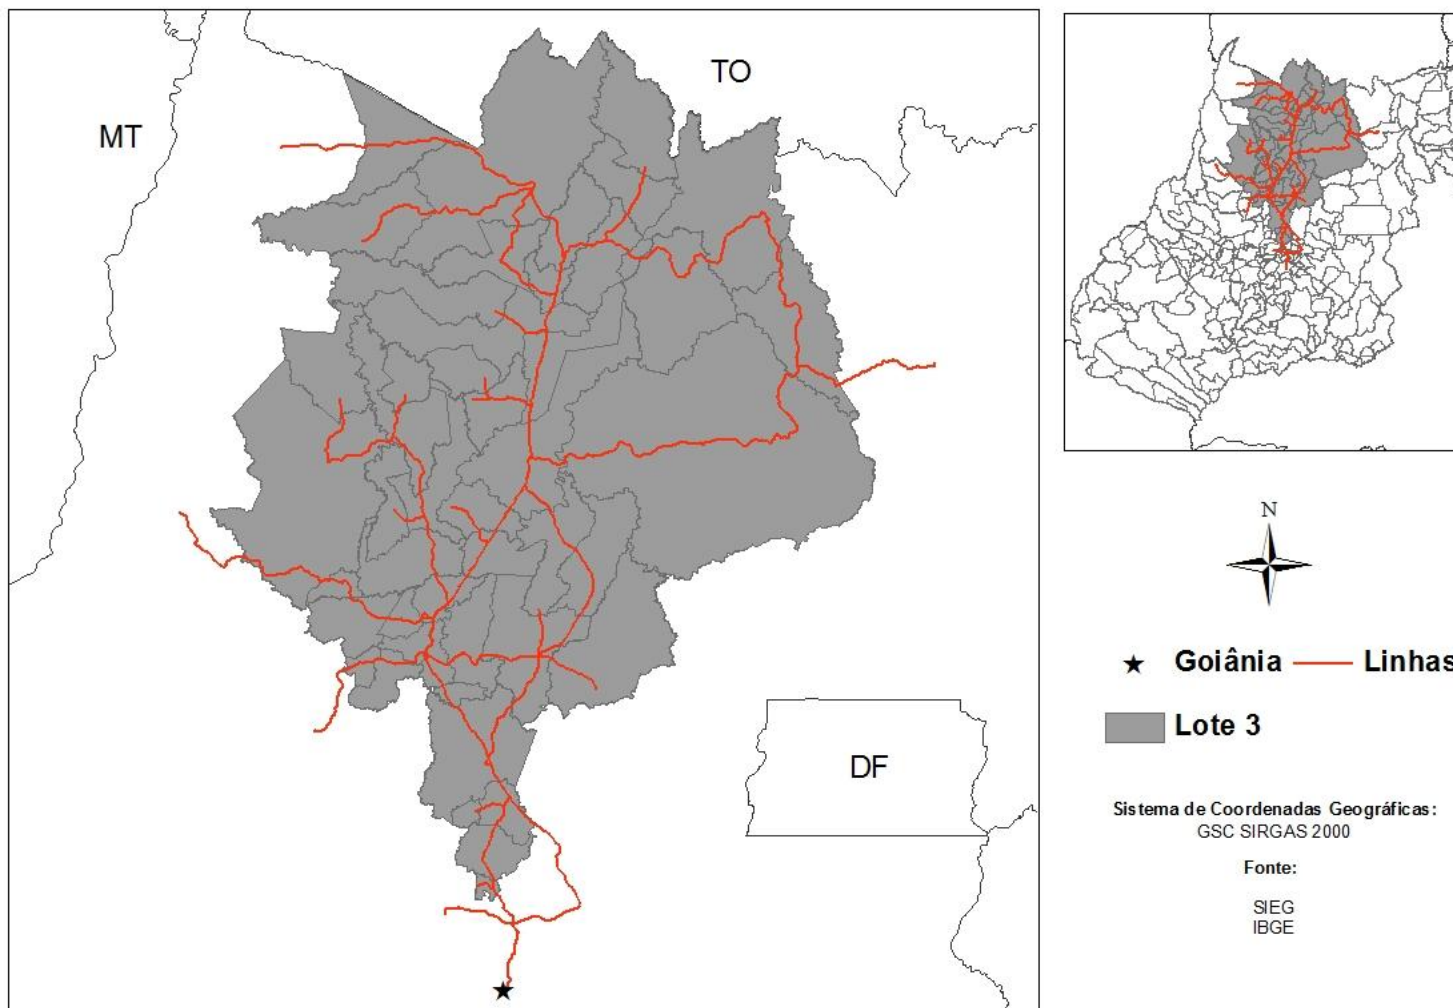 TO
MT
DF
N
Goiânia
Linhas
Lote 3
Sistema de Coordenadas Geográficas:
GSC SIRGAS 2000
Fonte:
SIEG
IBGE